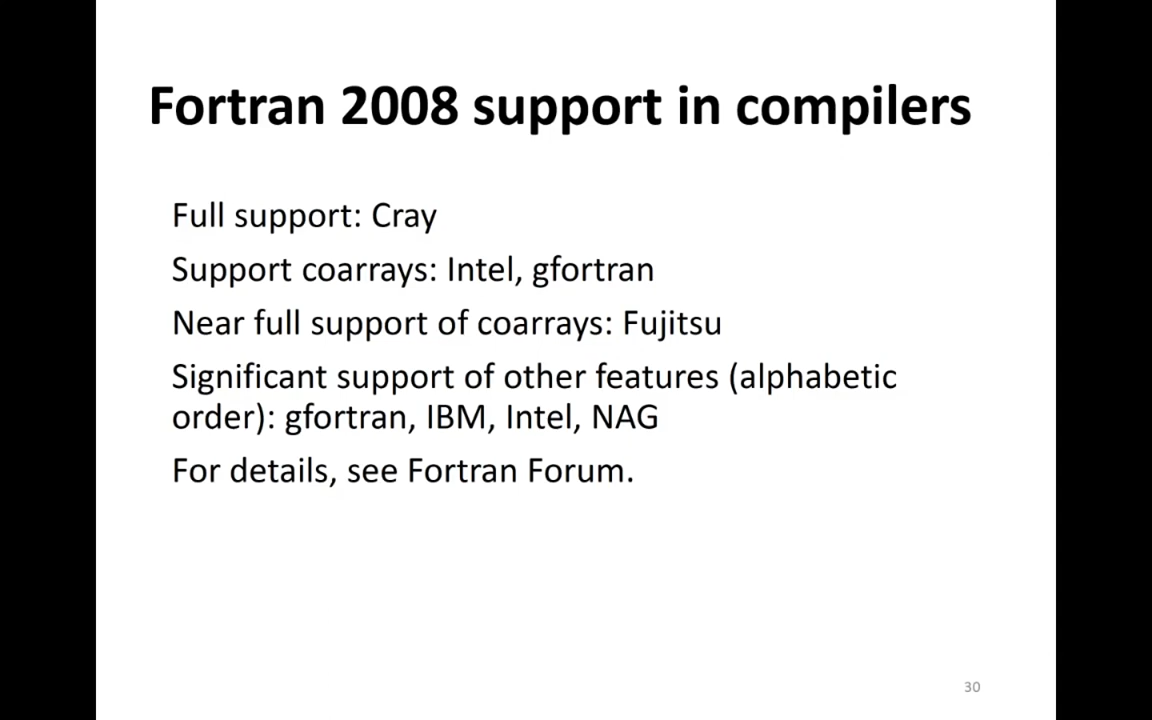 Fortran 2008 support in compilers
Full support: Cray
Support coarrays: Intel, gfortran
Near full support of coarrays: Fujitsu
Significant support of other features (alphabetic
order): gfortran, IBM, Intel, NAG
For details, see Fortran Forum.
30